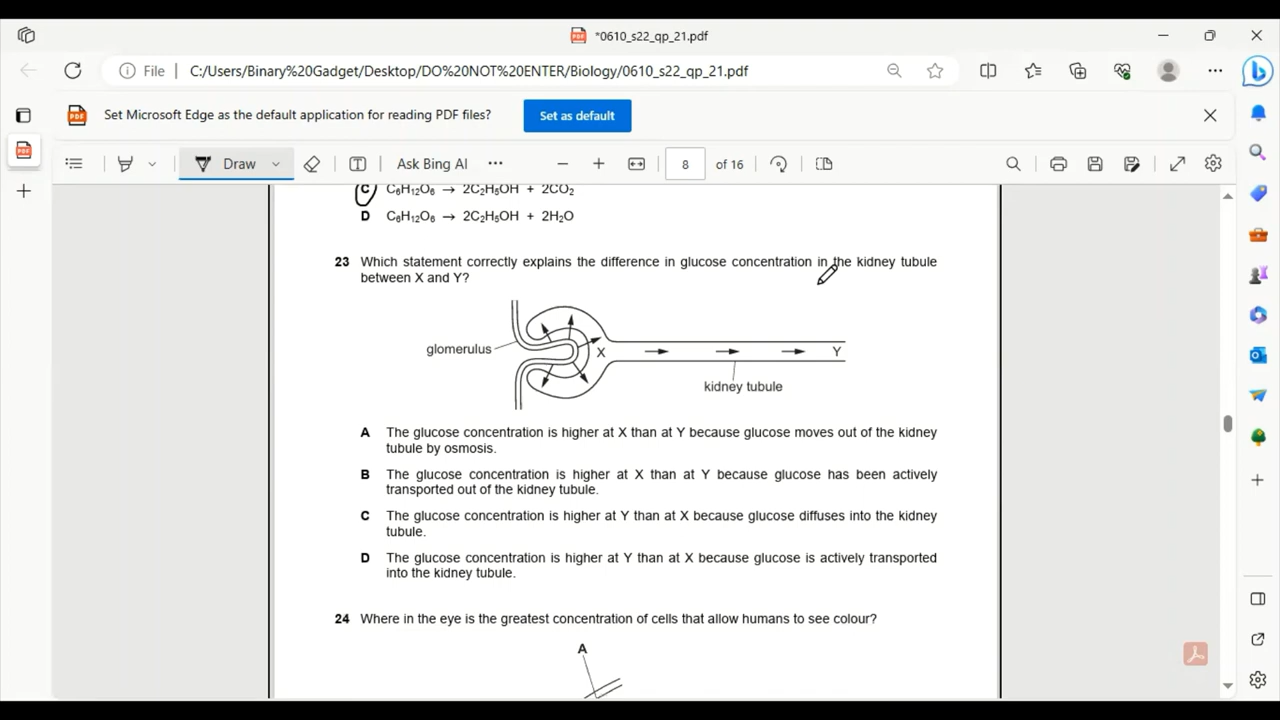 *0610_s22_qp_21.pdf
File
C:/Users/Binary%20Gadget/Desktop/DO%20NOT%20ENTER/Biology/0610_s22_qp_21.pdf
Set Microsoft Edge as the default application for reading PDF files?
Set as default
Draw
Ask Bing AI
8
of 16
C C₆H₁₂O₆ → 2C₂H₅OH + 2CO₂
D C₆H₁₂O₆ → 2C₂H₅OH + 2H₂O
23 Which statement correctly explains the difference in glucose concentration in the kidney tubule
between X and Y?
glomerulus
X
Y
kidney tubule
A The glucose concentration is higher at X than at Y because glucose moves out of the kidney
tubule by osmosis.
B The glucose concentration is higher at X than at Y because glucose has been actively
transported out of the kidney tubule.
C The glucose concentration is higher at Y than at X because glucose diffuses into the kidney
tubule.
D The glucose concentration is higher at Y than at X because glucose is actively transported
into the kidney tubule.
24 Where in the eye is the greatest concentration of cells that allow humans to see colour?
A